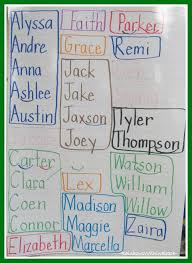 Alyssa
Andre
Anna
Ashlee
Austin
Faith
Grace
Jack
Jake
Jaxson
Joey
Parker
Remi
Tyler
Thompson
Carter
Clara
Coen
Connor
Elizabeth
Lex
Madison
Maggie
Marcella
Watson
William
Willow
Zaira